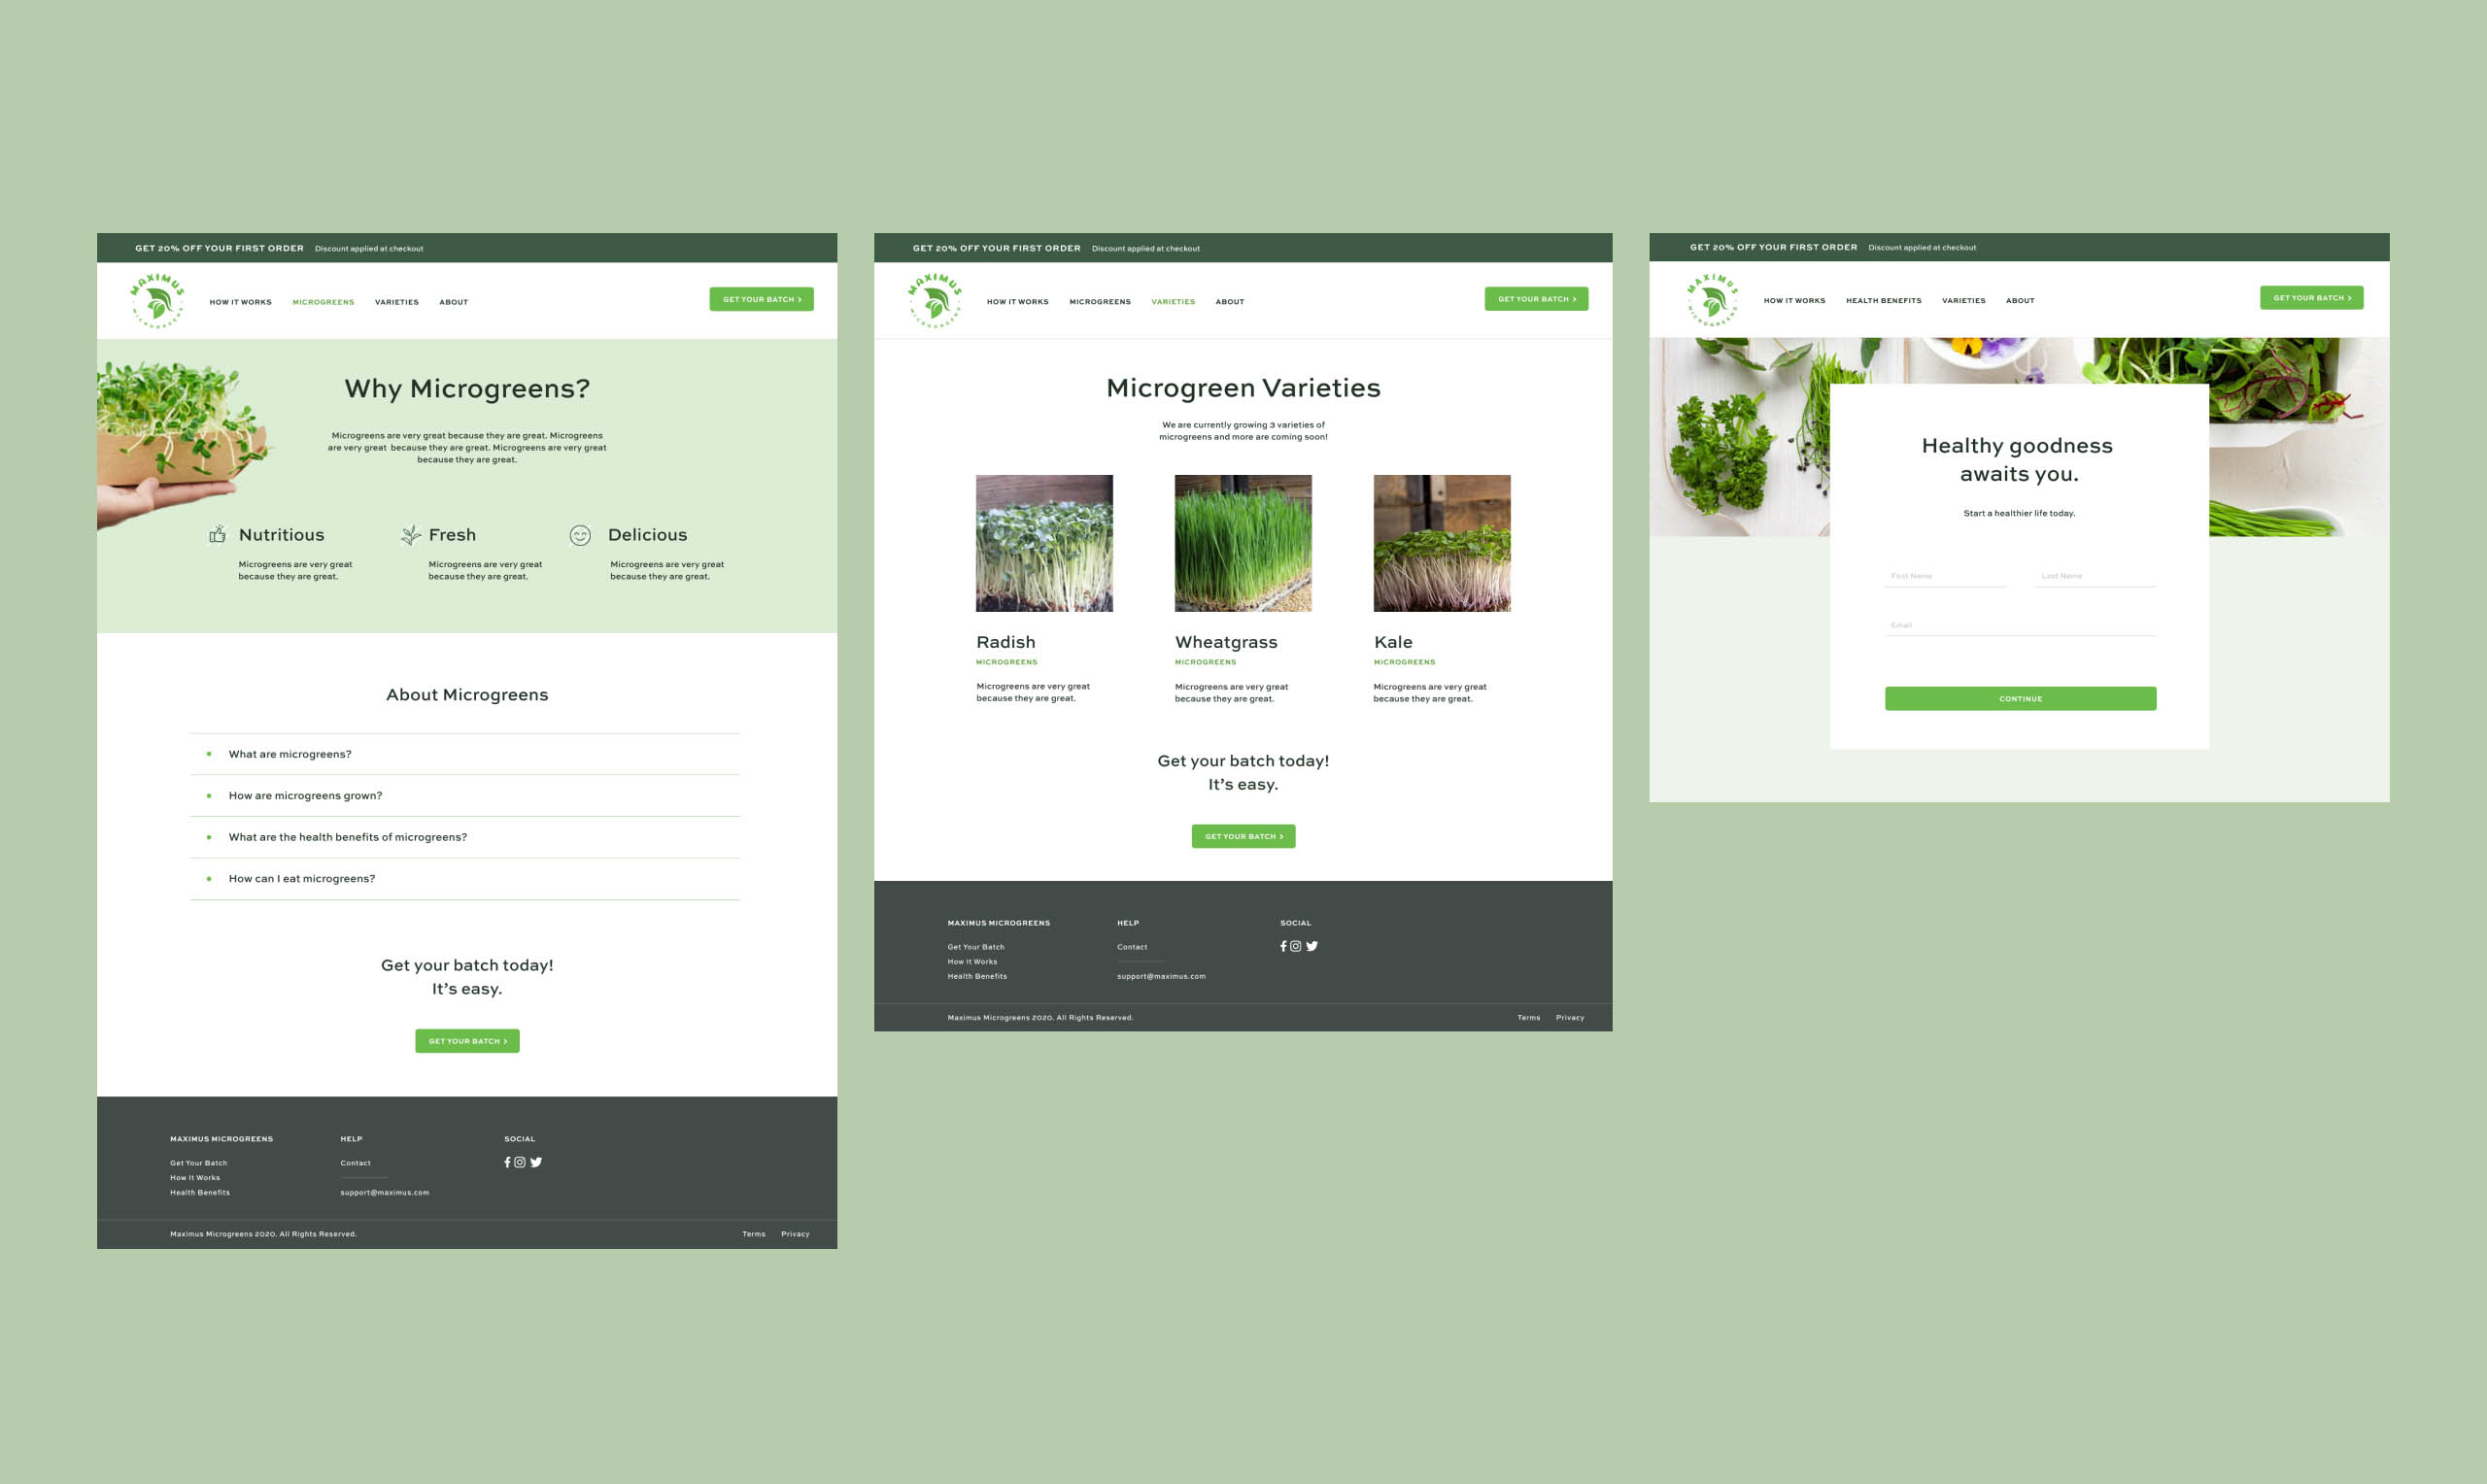 GET 20% OFF YOUR FIRST ORDER Discount applied at checkout
MAXIMUS MICROGREENS
HOW IT WORKS MICROGREENS VARIETIES ABOUT
GET YOUR BATCH >
Why Microgreens?
Microgreens are very great because they are great. Microgreens
are very great because they are great. Microgreens are very great
because they are great.
Nutritious
Microgreens are very great
because they are great.
Fresh
Microgreens are very great
because they are great.
Delicious
Microgreens are very great
because they are great.
About Microgreens
What are microgreens?
How are microgreens grown?
What are the health benefits of microgreens?
How can I eat microgreens?
Get your batch today!
It’s easy.
GET YOUR BATCH >
MAXIMUS MICROGREENS
Get Your Batch
How It Works
Health Benefits
HELP
Contact
support@maximus.com
SOCIAL
Maximus Microgreens 2020. All Rights Reserved.
Terms Privacy
GET 20% OFF YOUR FIRST ORDER Discount applied at checkout
MAXIMUS MICROGREENS
HOW IT WORKS MICROGREENS VARIETIES ABOUT
GET YOUR BATCH >
Microgreen Varieties
We are currently growing 3 varieties of
microgreens and more are coming soon!
Radish
MICROGREENS
Microgreens are very great
because they are great.
Wheatgrass
MICROGREENS
Microgreens are very great
because they are great.
Kale
MICROGREENS
Microgreens are very great
because they are great.
Get your batch today!
It’s easy.
GET YOUR BATCH >
MAXIMUS MICROGREENS
Get Your Batch
How It Works
Health Benefits
HELP
Contact
support@maximus.com
SOCIAL
Maximus Microgreens 2020. All Rights Reserved.
Terms Privacy
GET 20% OFF YOUR FIRST ORDER Discount applied at checkout
MAXIMUS MICROGREENS
HOW IT WORKS HEALTH BENEFITS VARIETIES ABOUT
GET YOUR BATCH >
Healthy goodness
awaits you.
Start a healthier life today.
First Name
Last Name
Email
CONTINUE